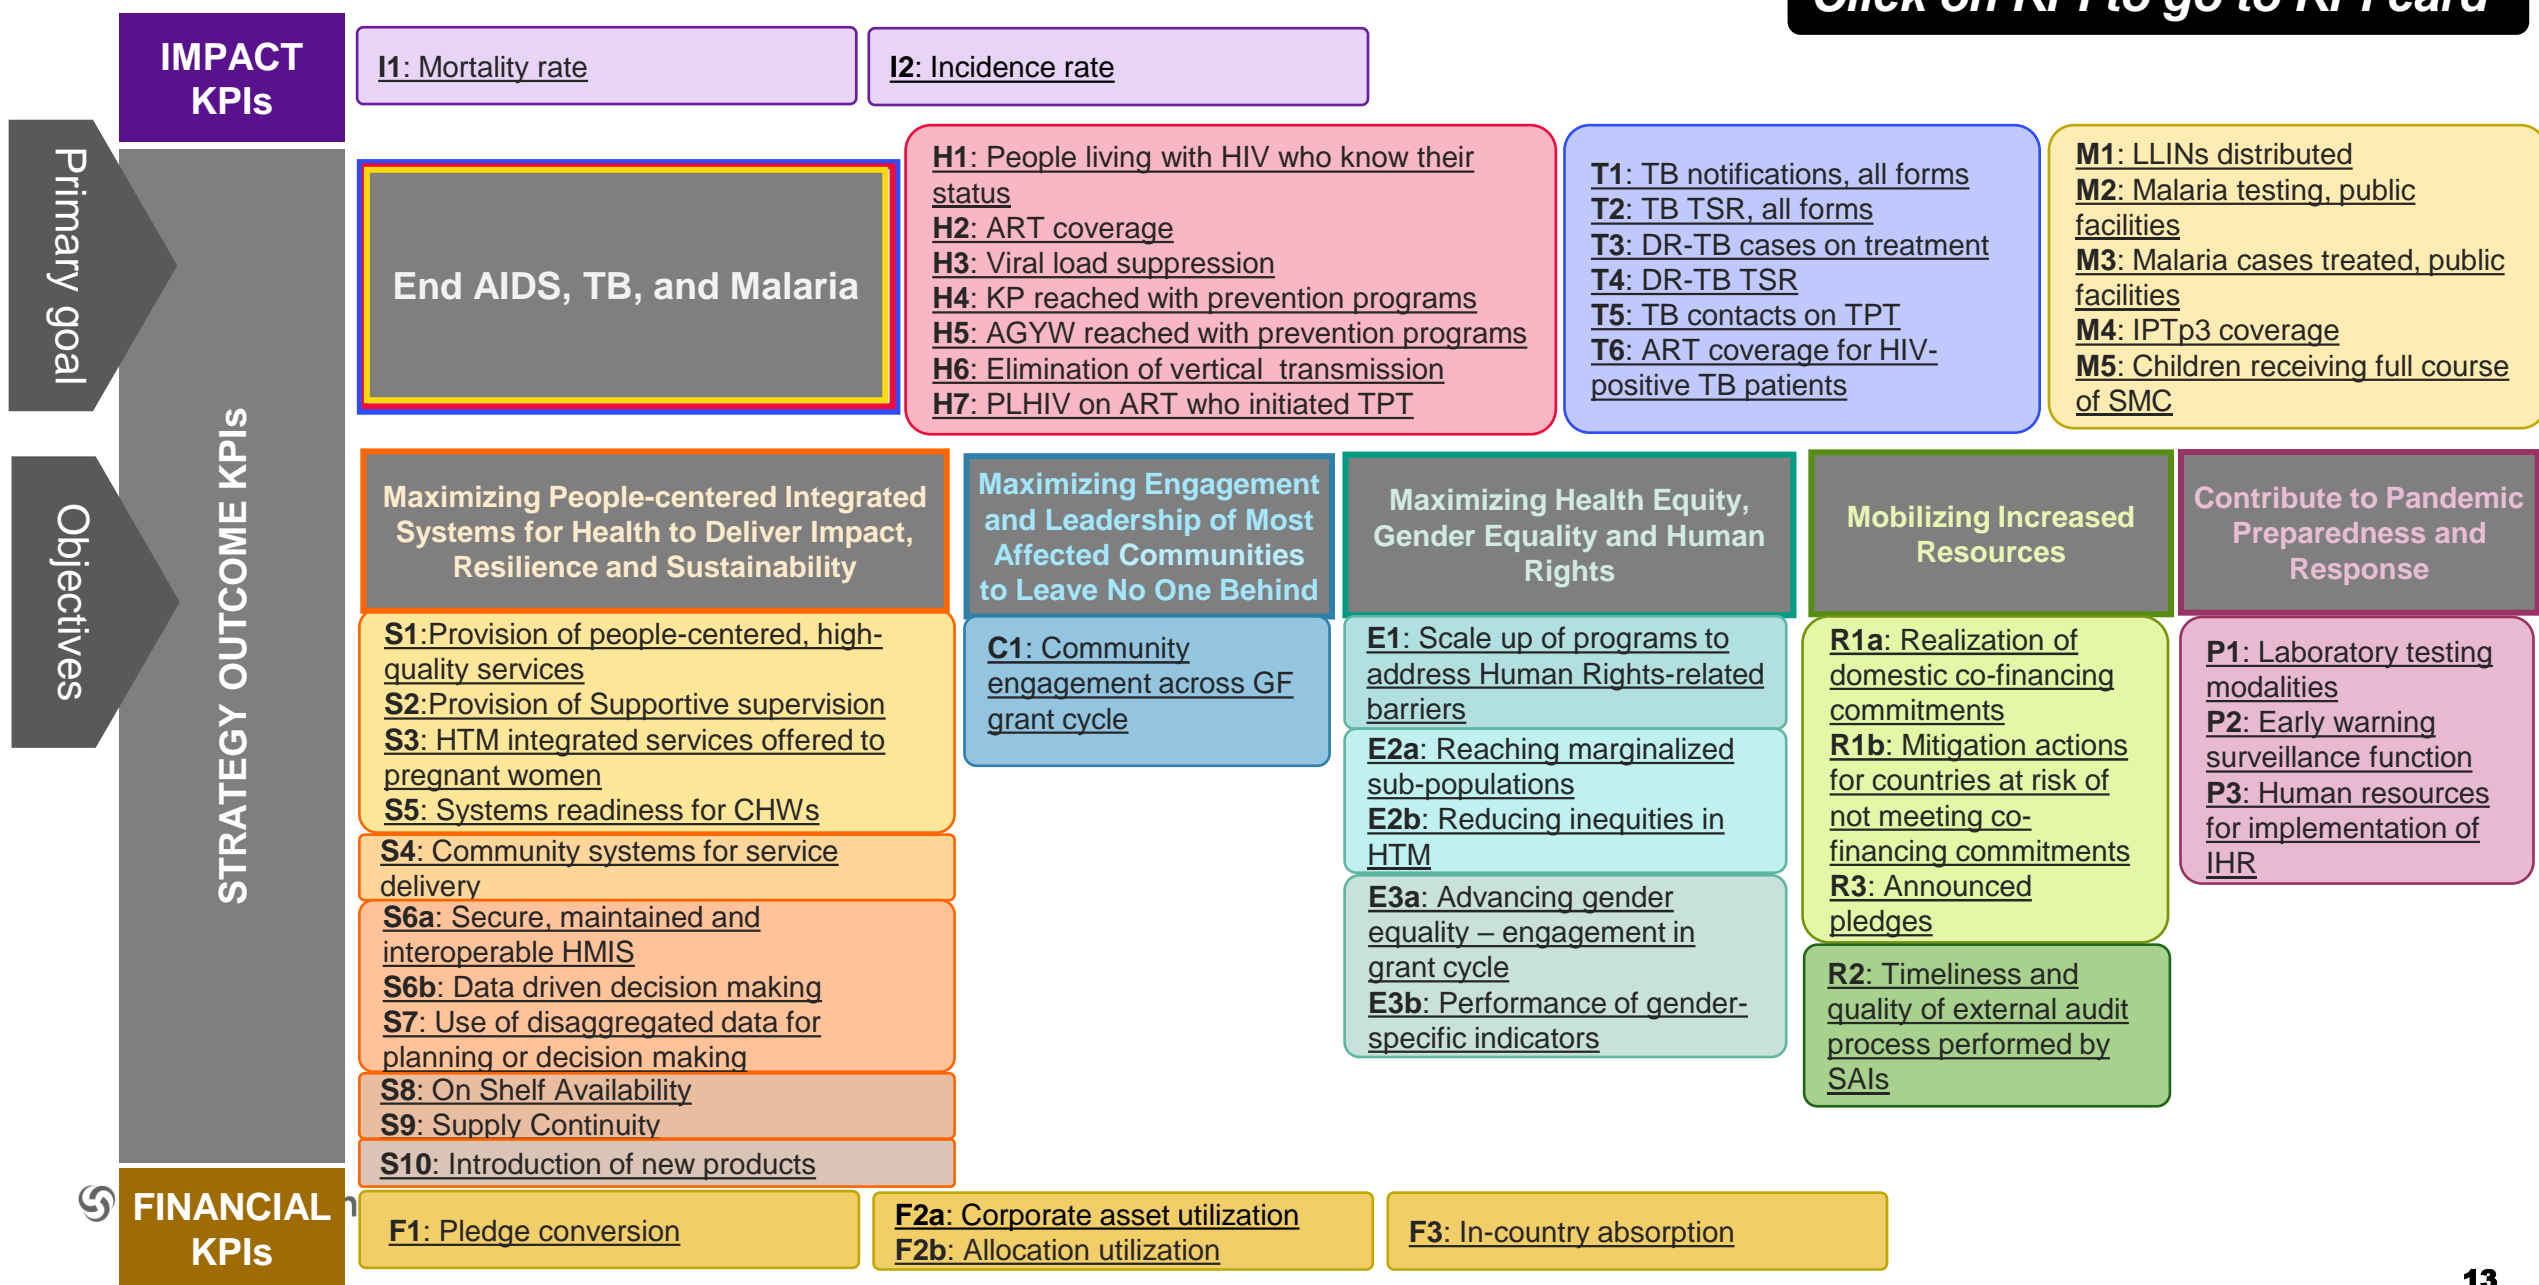 Click on KPI to go to KPI card
IMPACT
KPIs
I1: Mortality rate
I2: Incidence rate
Primary goal
End AIDS, TB, and Malaria
H1: People living with HIV who know their
status
H2: ART coverage
H3: Viral load suppression
H4: KP reached with prevention programs
H5: AGYW reached with prevention programs
H6: Elimination of vertical transmission
H7: PLHIV on ART who initiated TPT
T1: TB notifications, all forms
T2: TB TSR, all forms
T3: DR-TB cases on treatment
T4: DR-TB TSR
T5: TB contacts on TPT
T6: ART coverage for HIV-
positive TB patients
M1: LLINs distributed
M2: Malaria testing, public
facilities
M3: Malaria cases treated, public
facilities
M4: IPTp3 coverage
M5: Children receiving full course
of SMC
STRATEGY OUTCOME KPIs
Objectives
Maximizing People-centered Integrated
Systems for Health to Deliver Impact,
Resilience and Sustainability
S1:Provision of people-centered, high-
quality services
S2:Provision of Supportive supervision
S3: HTM integrated services offered to
pregnant women
S5: Systems readiness for CHWs
S4: Community systems for service
delivery
S6a: Secure, maintained and
interoperable HMIS
S6b: Data driven decision making
S7: Use of disaggregated data for
planning or decision making
S8: On Shelf Availability
S9: Supply Continuity
S10: Introduction of new products
Maximizing Engagement
and Leadership of Most
Affected Communities
to Leave No One Behind
C1: Community
engagement across GF
grant cycle
Maximizing Health Equity,
Gender Equality and Human
Rights
E1: Scale up of programs to
address Human Rights-related
barriers
E2a: Reaching marginalized
sub-populations
E2b: Reducing inequities in
HTM
E3a: Advancing gender
equality – engagement in
grant cycle
E3b: Performance of gender-
specific indicators
Mobilizing Increased
Resources
R1a: Realization of
domestic co-financing
commitments
R1b: Mitigation actions
for countries at risk of
not meeting co-
financing commitments
R3: Announced
pledges
R2: Timeliness and
quality of external audit
process performed by
SAIs
Contribute to Pandemic
Preparedness and
Response
P1: Laboratory testing
modalities
P2: Early warning
surveillance function
P3: Human resources
for implementation of
IHR
FINANCIAL
KPIs
F1: Pledge conversion
F2a: Corporate asset utilization
F2b: Allocation utilization
F3: In-country absorption
13